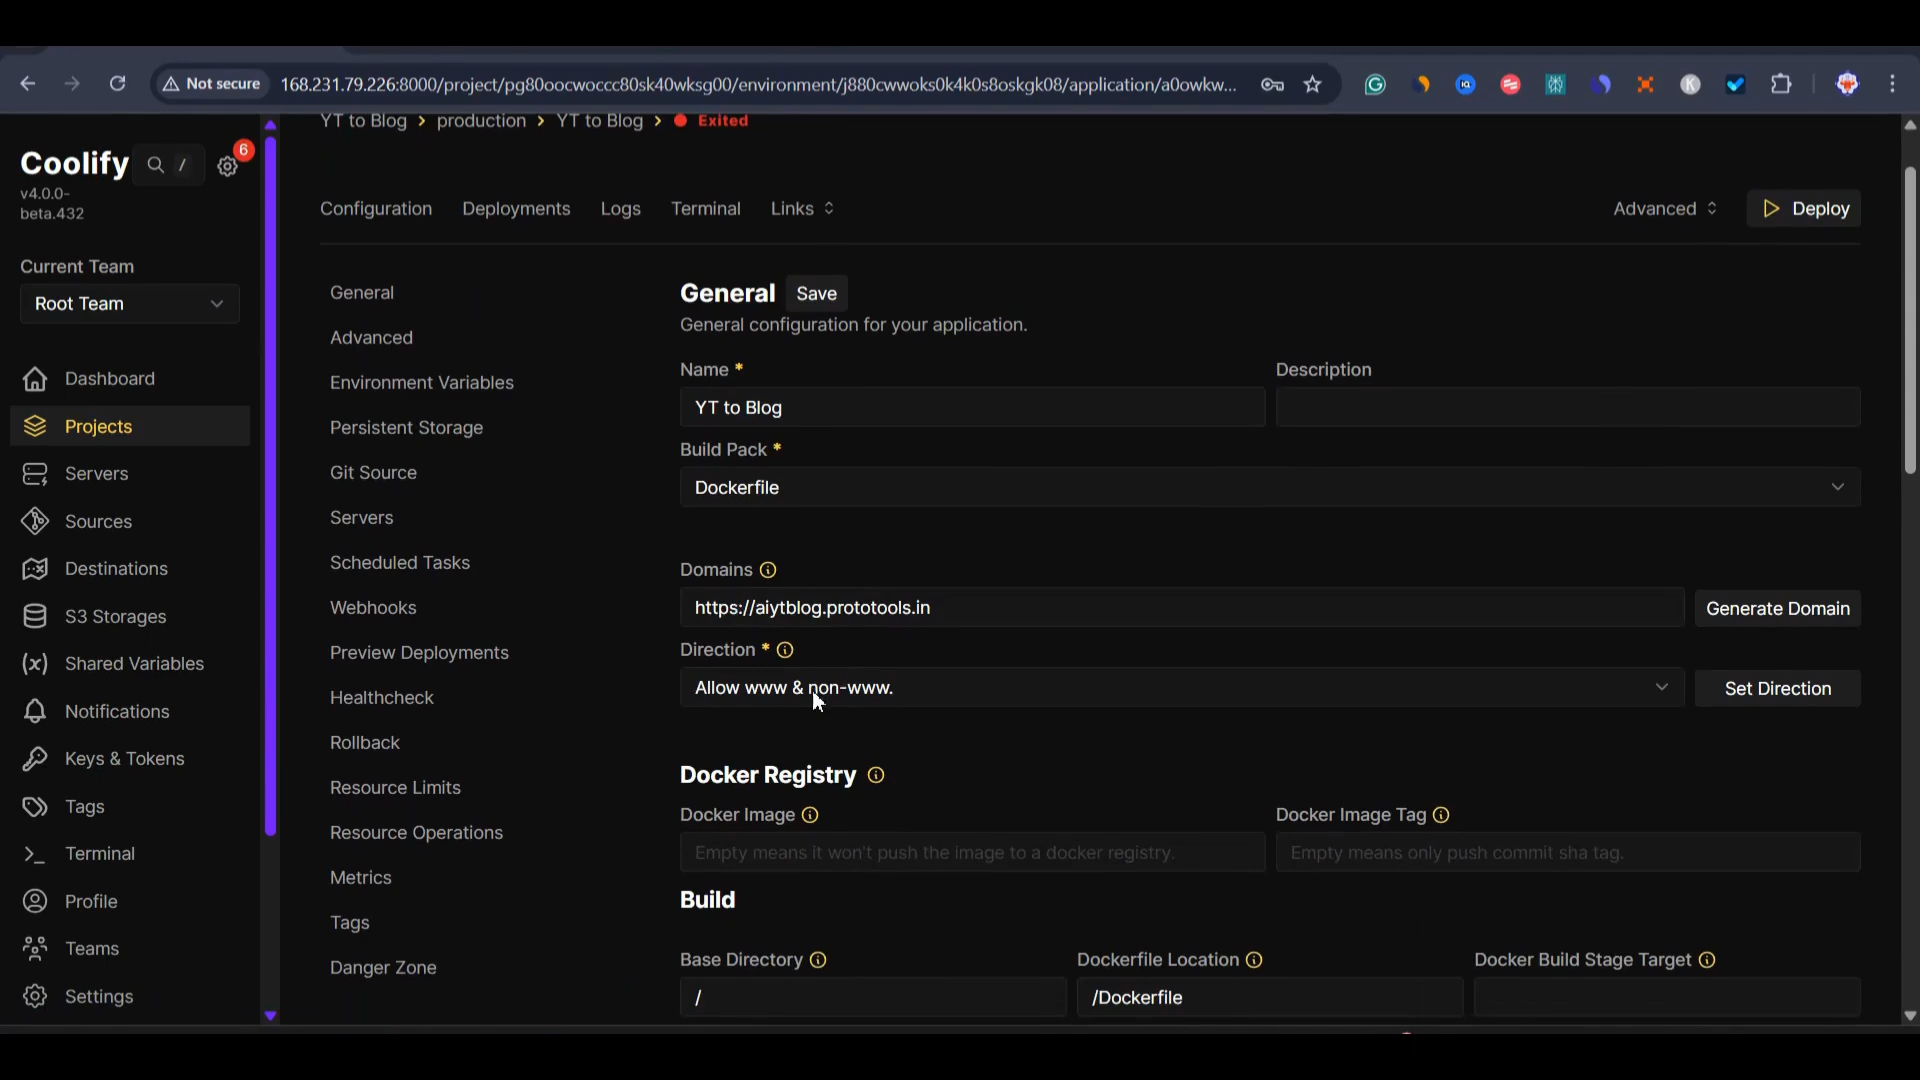 Not secure 168.231.79.226:8000/project/pg80oocwoccc80sk40wksg00/environment/j880cwwoks0k4k0s8oskgk08/application/a0owkw...
YT to Blog > production > YT to Blog > Exited
Coolify / 6
v4.0.0-
beta.432
Configuration Deployments Logs Terminal Links Advanced Deploy
Current Team
Root Team
Dashboard
Projects
Servers
Sources
Destinations
S3 Storages
Shared Variables
Notifications
Keys & Tokens
Tags
Terminal
Profile
Teams
Settings
General
Advanced
Environment Variables
Persistent Storage
Git Source
Servers
Scheduled Tasks
Webhooks
Preview Deployments
Healthcheck
Rollback
Resource Limits
Resource Operations
Metrics
Tags
Danger Zone
General Save
General configuration for your application.
Name * Description
YT to Blog
Build Pack *
Dockerfile
Domains
https://aiytblog.prototools.in Generate Domain
Direction *
Allow www & non-www. Set Direction
Docker Registry
Docker Image Docker Image Tag
Empty means it won't push the image to a docker registry. Empty means only push commit sha tag.
Build
Base Directory Dockerfile Location Docker Build Stage Target
/ /Dockerfile